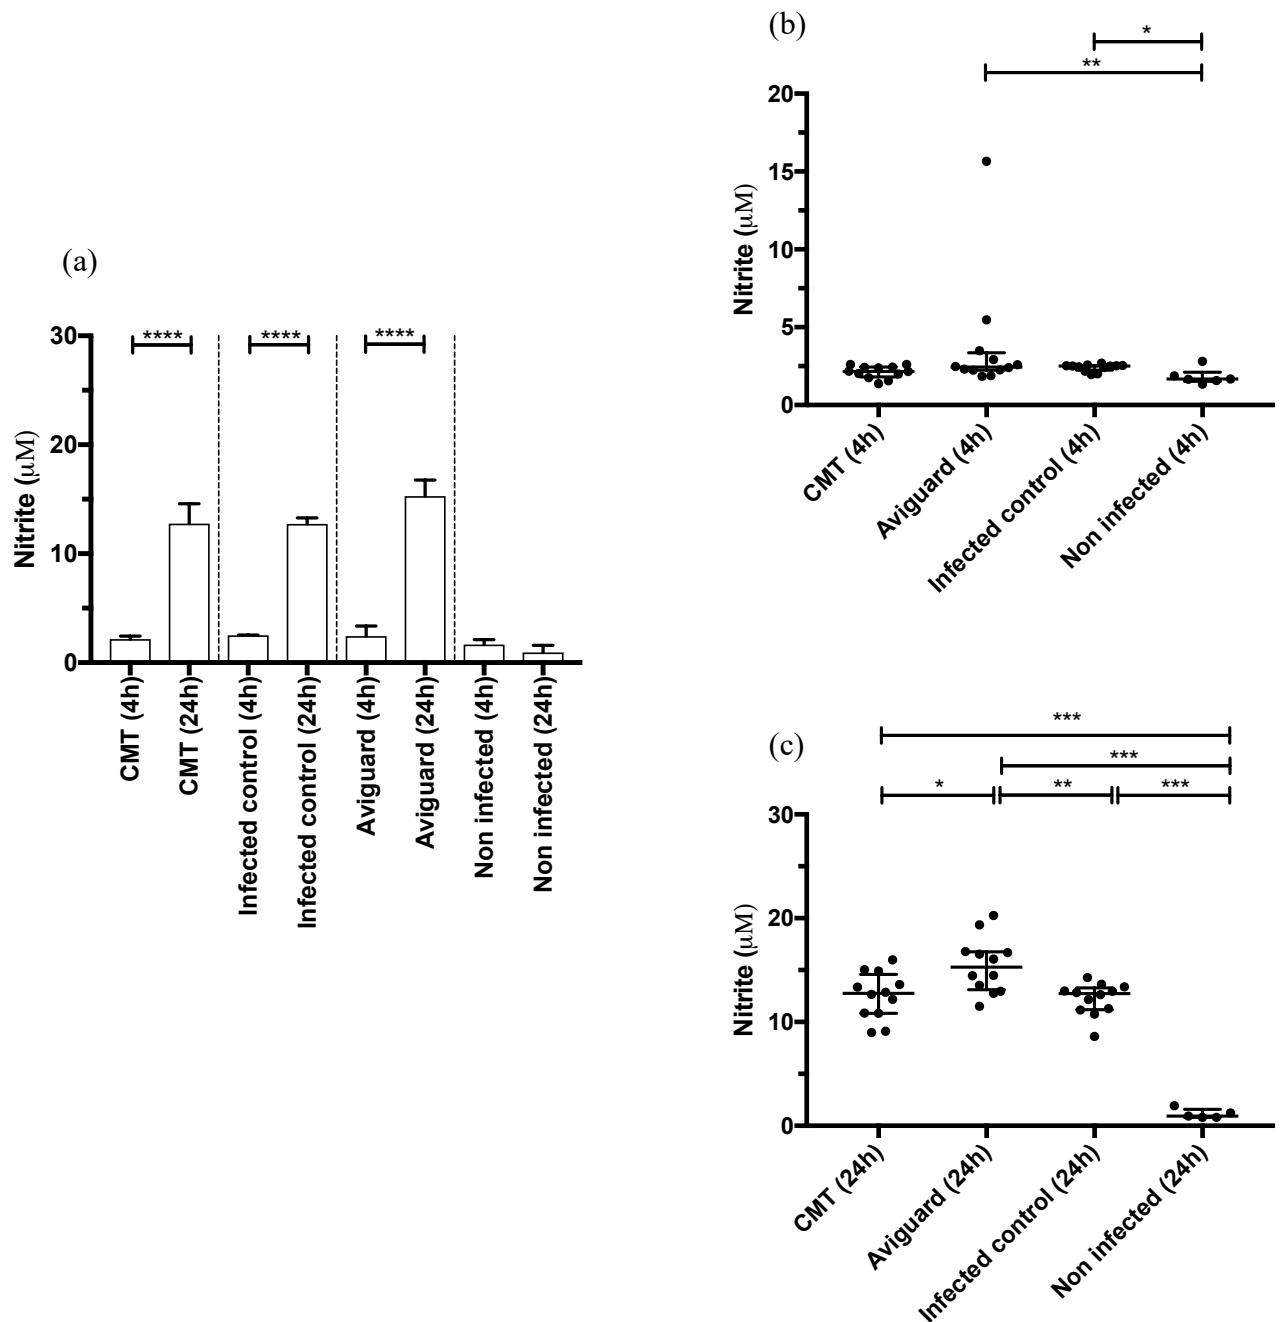 (a)
30
20
10
0
Nitrite (μM)
****
****
****
CMT (4h)
CMT (24h)
Infected control (4h)
Infected control (24h)
Aviguard (4h)
Aviguard (24h)
Non infected (4h)
Non infected (24h)
(b)
*
**
20
15
10
5
0
Nitrite (μM)
CMT (4h)
Aviguard (4h)
Infected control (4h)
Non infected (4h)
(c)
***
***
*
**
***
30
20
10
0
Nitrite (μM)
CMT (24h)
Aviguard (24h)
Infected control (24h)
Non infected (24h)